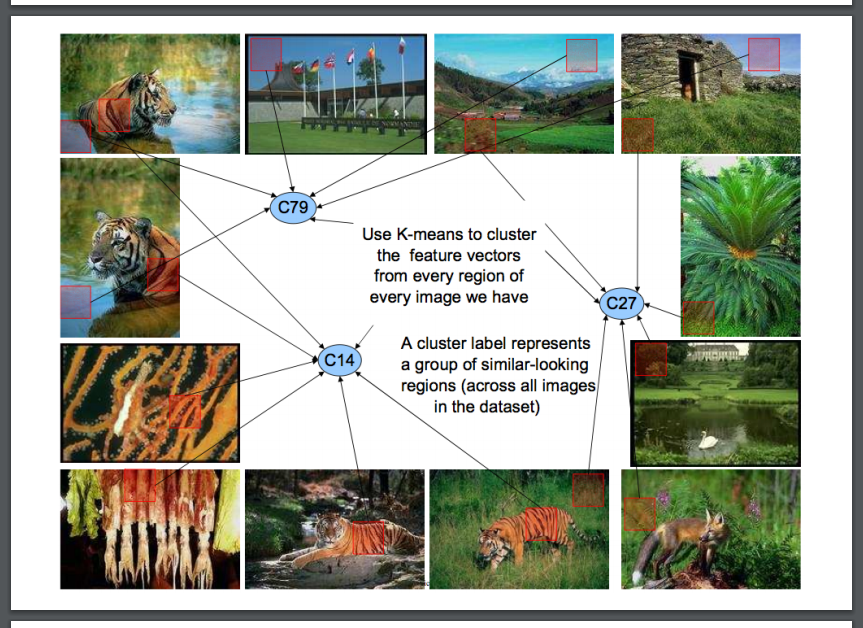 C79
Use K-means to cluster
the feature vectors
from every region of
every image we have
C27
A cluster label represents
a group of similar-looking
regions (across all images
in the dataset)
C14